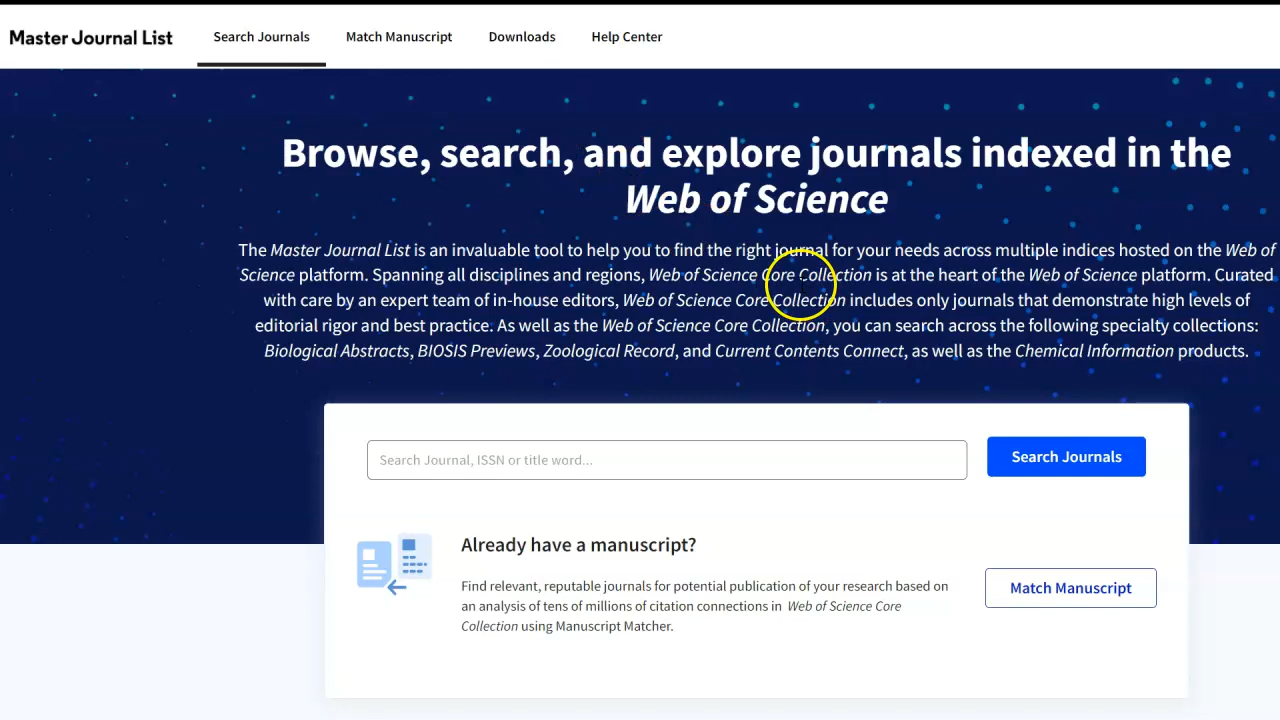 Master Journal List
Search Journals
Match Manuscript
Downloads
Help Center
Browse, search, and explore journals indexed in the
Web of Science
The Master Journal List is an invaluable tool to help you to find the right journal for your needs across multiple indices hosted on the Web of
Science platform. Spanning all disciplines and regions, Web of Science Core Collection is at the heart of the Web of Science platform. Curated
with care by an expert team of in-house editors, Web of Science Core Collection includes only journals that demonstrate high levels of
editorial rigor and best practice. As well as the Web of Science Core Collection, you can search across the following specialty collections:
Biological Abstracts, BIOSIS Previews, Zoological Record, and Current Contents Connect, as well as the Chemical Information products.
Search Journal, ISSN or title word...
Search Journals
Already have a manuscript?
Find relevant, reputable journals for potential publication of your research based on
an analysis of tens of millions of citation connections in Web of Science Core
Collection using Manuscript Matcher.
Match Manuscript